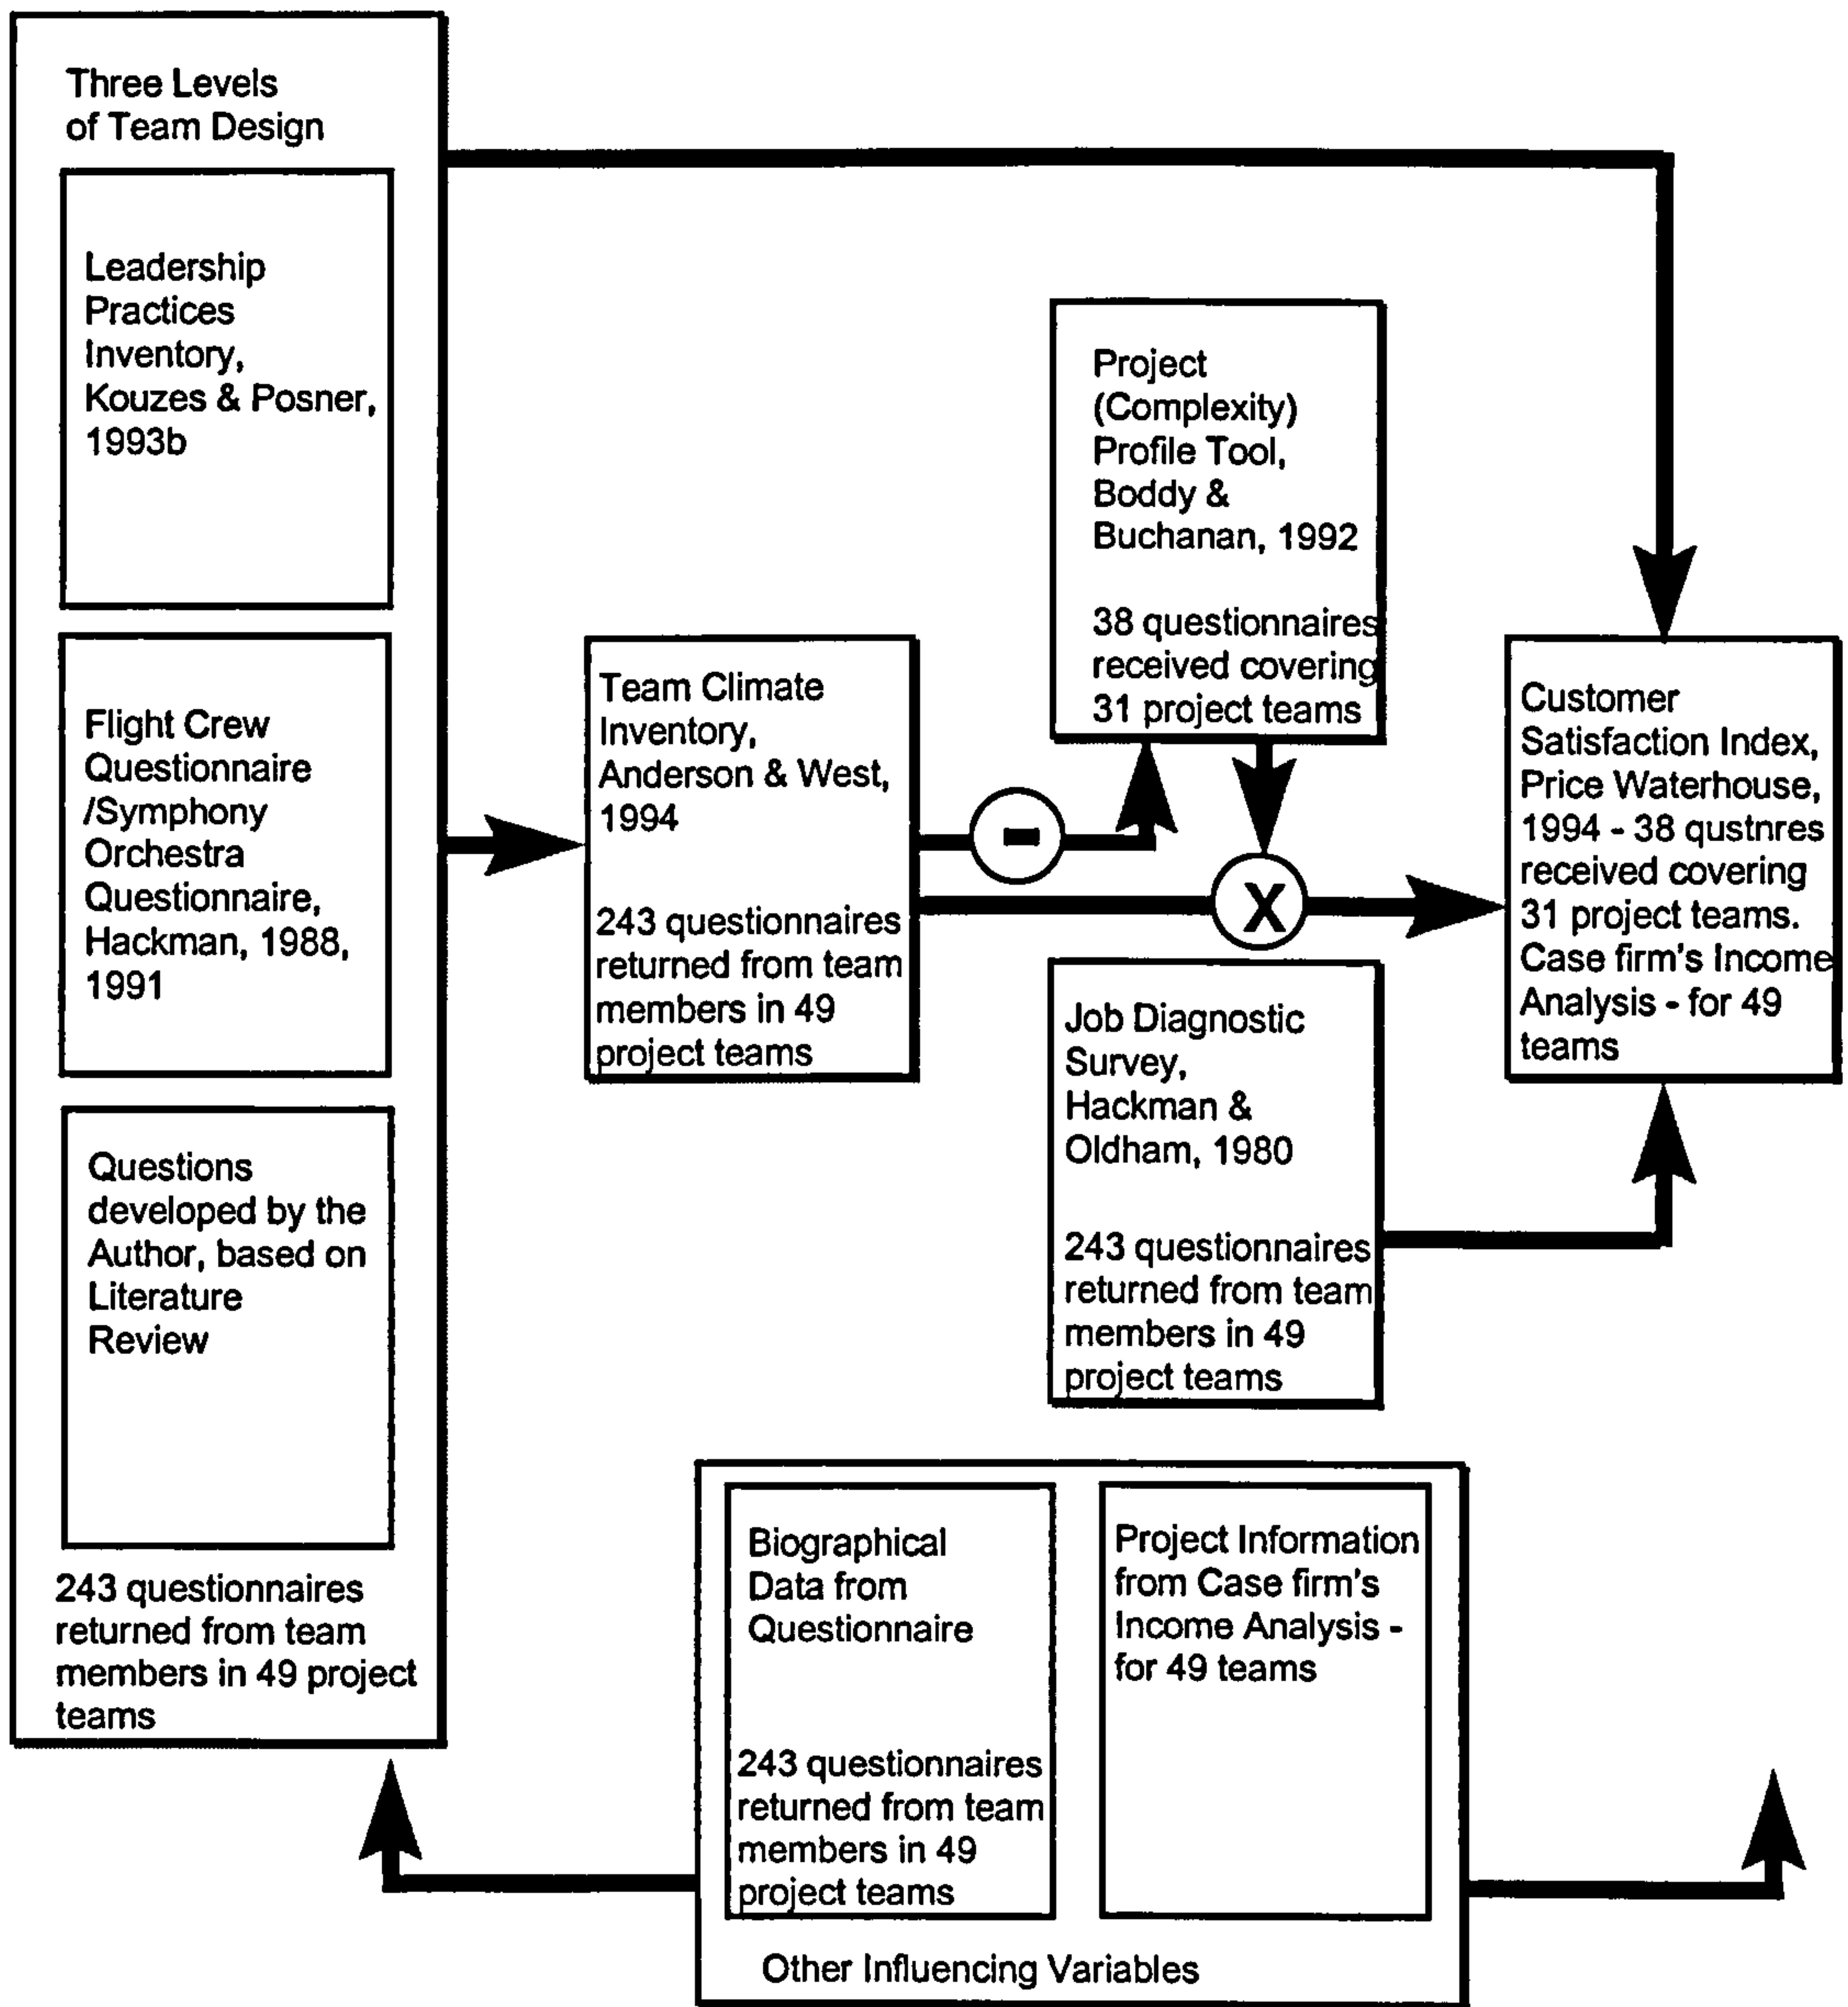 Three Levels
of Team Design
Leadership
Practices
Inventory,
Kouzes & Posner,
1993b
Flight Crew
Questionnaire
/Symphony
Orchestra
Questionnaire,
Hackman, 1988,
1991
Questions
developed by the
Author, based on
Literature
Review
243 questionnaires
returned from team
members in 49 project
teams
Team Climate
Inventory,
Anderson & West,
1994
243 questionnaires
returned from team
members in 49
project teams
-
X
Project
(Complexity)
Profile Tool,
Boddy &
Buchanan, 1992
38 questionnaires
received covering
31 project teams
Job Diagnostic
Survey,
Hackman &
Oldham, 1980
243 questionnaires
returned from team
members in 49
project teams
Customer
Satisfaction Index,
Price Waterhouse,
1994 - 38 qustnres
received covering
31 project teams.
Case firm's Income
Analysis - for 49
teams
Biographical
Data from
Questionnaire
243 questionnaires
returned from team
members in 49
project teams
Project Information
from Case firm's
Income Analysis -
for 49 teams
Other Influencing Variables